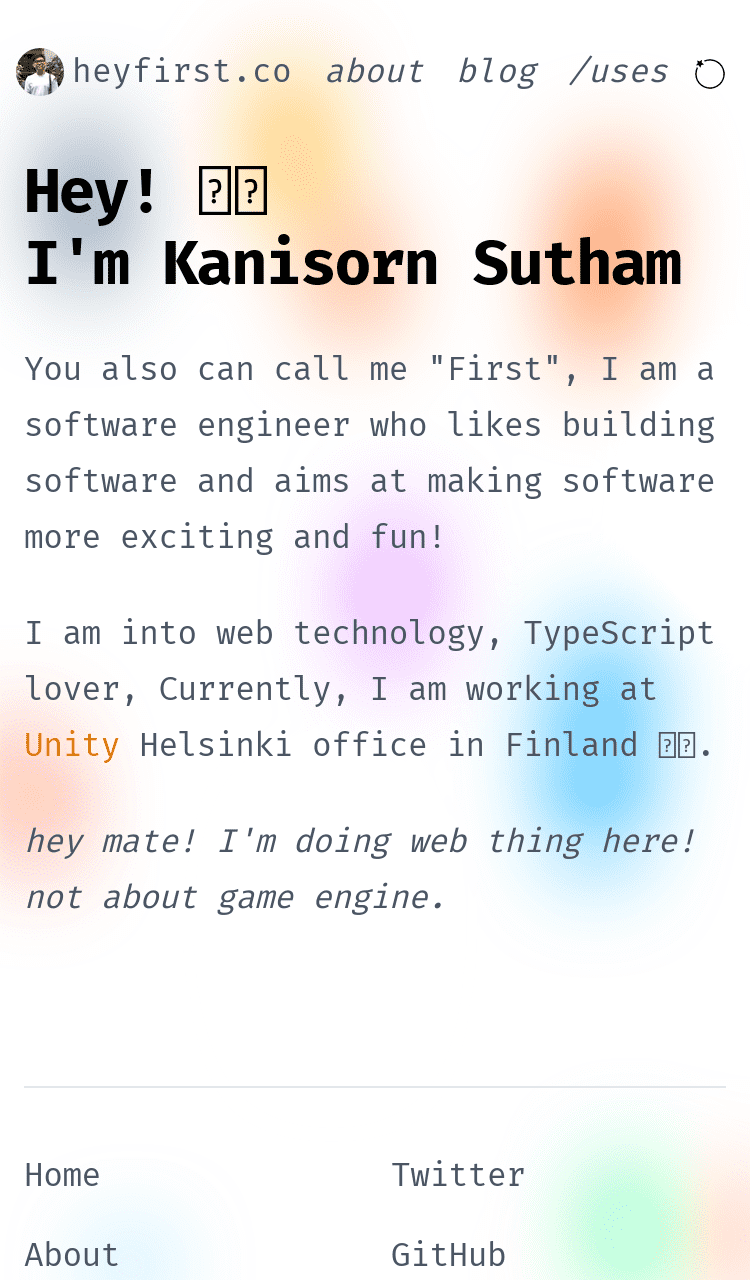 heyfirst.co about blog /uses
Hey!
I'm Kanisorn Sutham
You also can call me "First", I am a
software engineer who likes building
software and aims at making software
more exciting and fun!
I am into web technology, TypeScript
lover, Currently, I am working at
Unity Helsinki office in Finland .
hey mate! I'm doing web thing here!
not about game engine.
Home
Twitter
About
GitHub